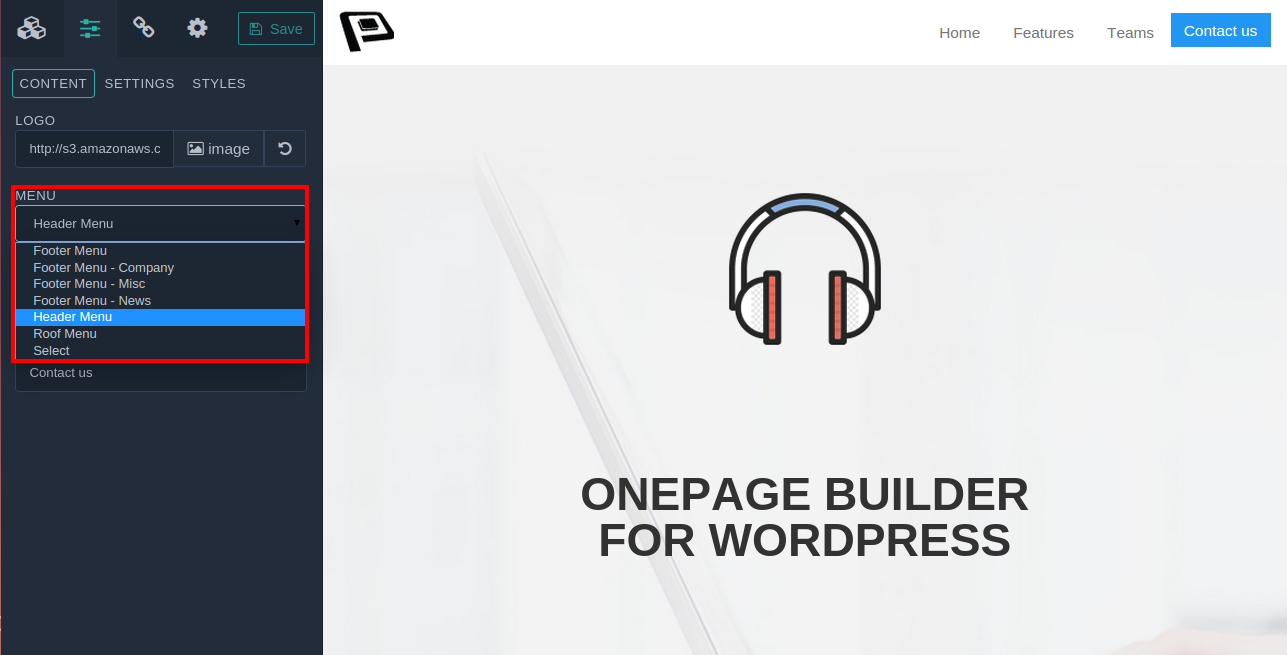 Save
CONTENT SETTINGS STYLES
LOGO
http://s3.amazonaws.c image
MENU
Header Menu
Footer Menu
Footer Menu - Company
Footer Menu - Misc
Footer Menu - News
Header Menu
Roof Menu
Select
Contact us
Home Features Teams Contact us
ONEPAGE BUILDER
FOR WORDPRESS